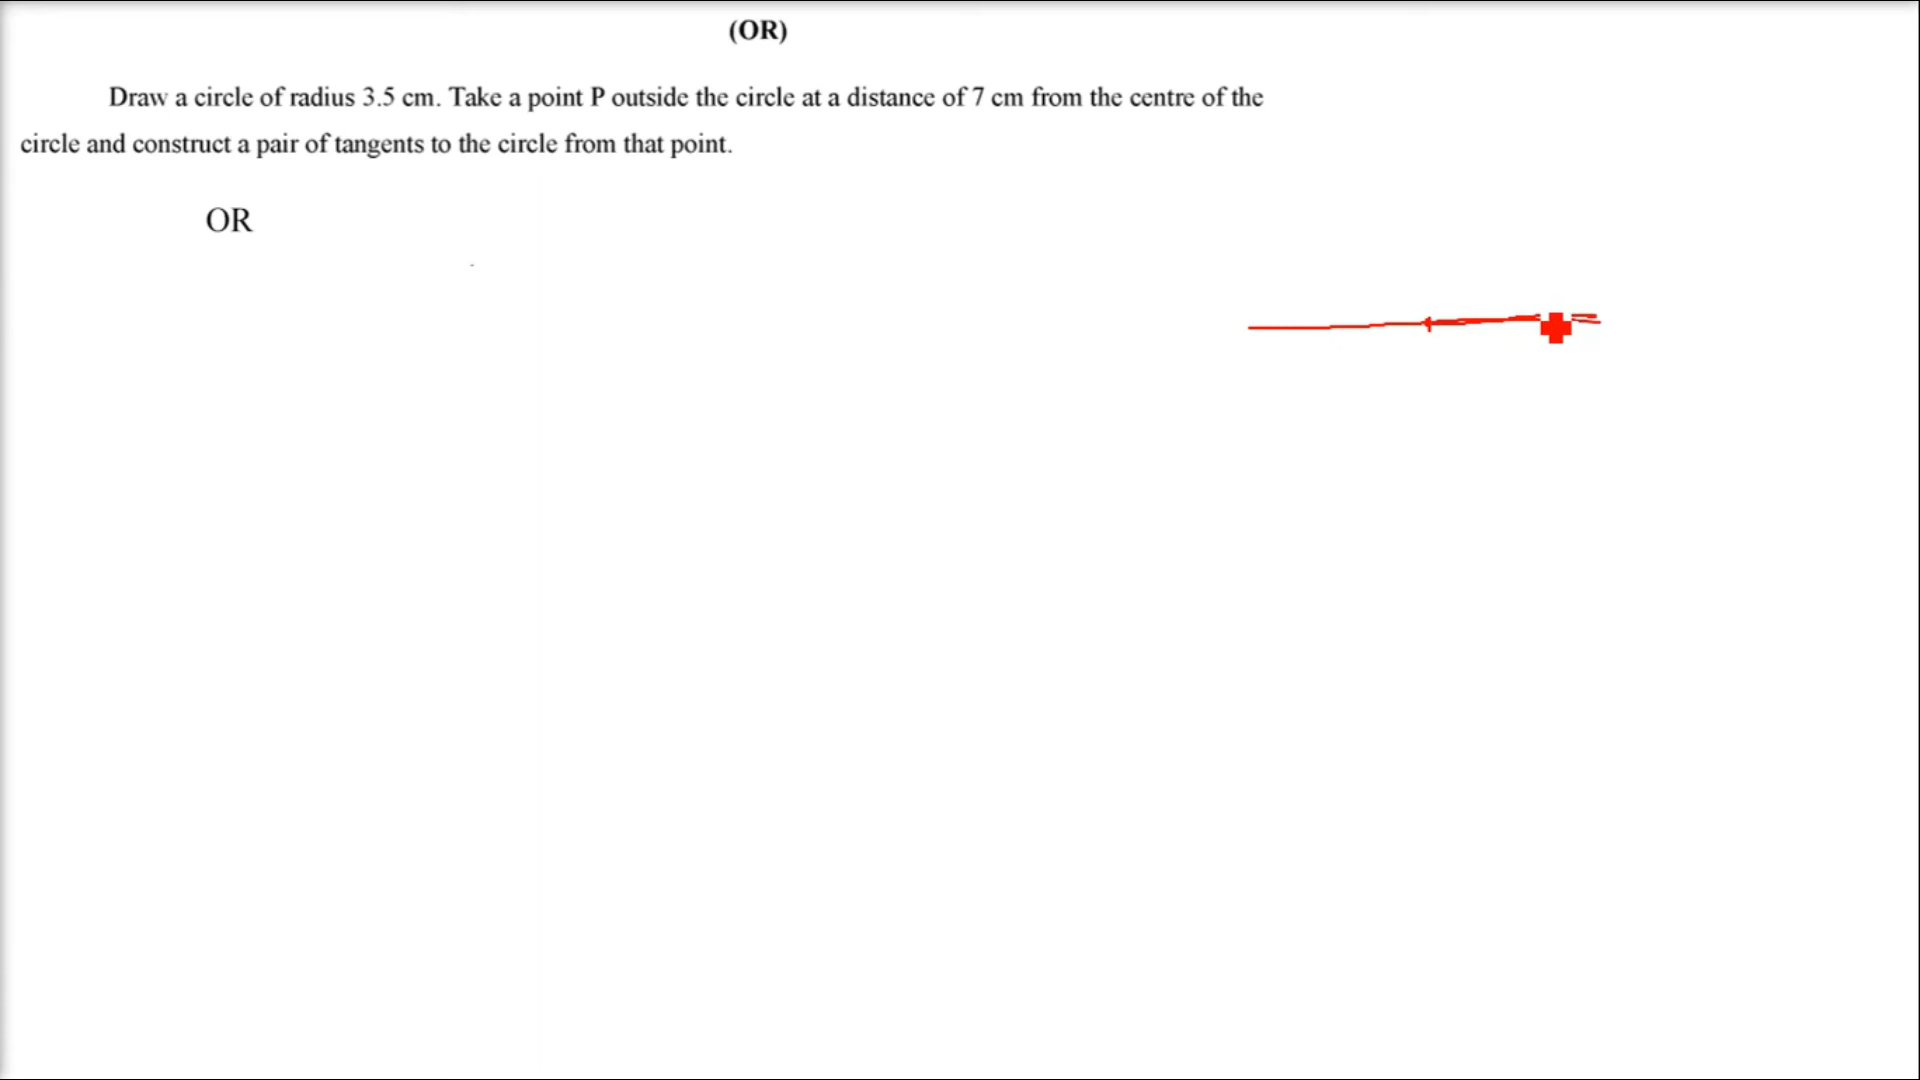 (OR)
Draw a circle of radius 3.5 cm. Take a point P outside the circle at a distance of 7 cm from the centre of the
circle and construct a pair of tangents to the circle from that point.
OR